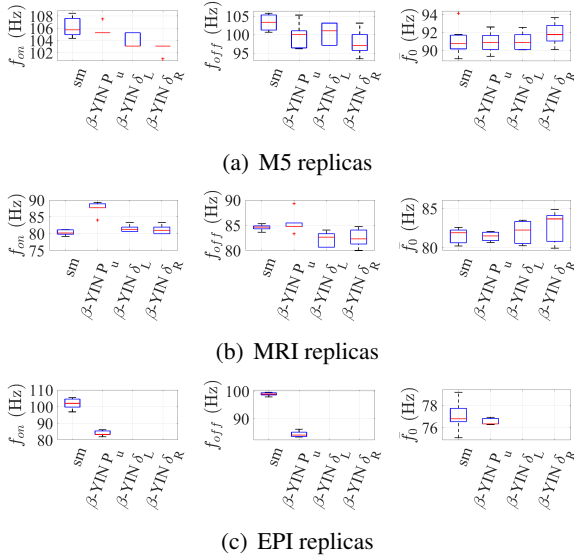 108
106
104
102
f_on (Hz)
sm
β-YIN P_u
β-YIN δ_L
β-YIN δ_R
105
100
95
f_off (Hz)
sm
β-YIN P_u
β-YIN δ_L
β-YIN δ_R
94
92
90
f_0 (Hz)
sm
β-YIN P_u
β-YIN δ_L
β-YIN δ_R
(a) M5 replicas
90
85
80
75
f_on (Hz)
sm
β-YIN P_u
β-YIN δ_L
β-YIN δ_R
90
85
80
f_off (Hz)
sm
β-YIN P_u
β-YIN δ_L
β-YIN δ_R
85
80
f_0 (Hz)
sm
β-YIN P_u
β-YIN δ_L
β-YIN δ_R
(b) MRI replicas
110
100
90
80
f_on (Hz)
sm
β-YIN P_u
β-YIN δ_L
β-YIN δ_R
100
90
f_off (Hz)
sm
β-YIN P_u
β-YIN δ_L
β-YIN δ_R
78
76
f_0 (Hz)
sm
β-YIN P_u
β-YIN δ_L
β-YIN δ_R
(c) EPI replicas